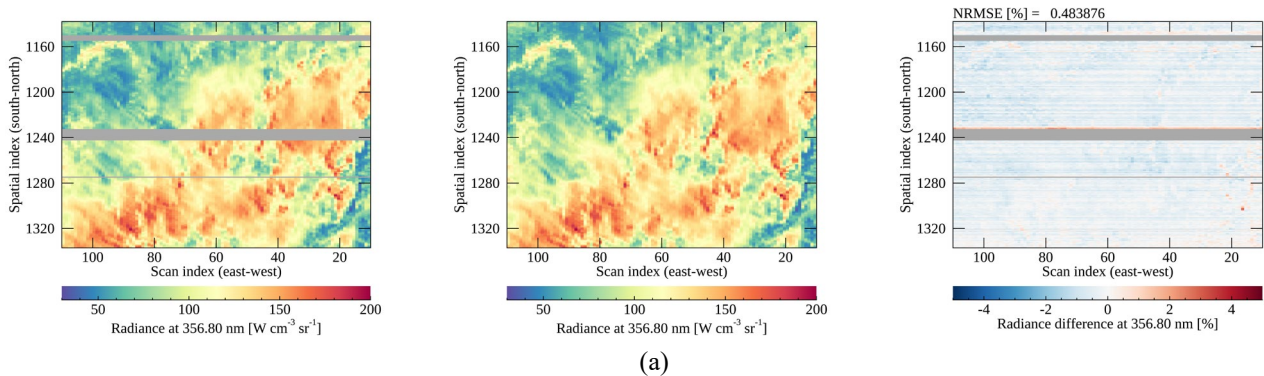 NRMSE [%] = 0.483876
Spatial index (south-north)
1160
1200
1240
1280
1320
100 80 60 40 20
Scan index (east-west)
50 100 150 200
Radiance at 356.80 nm [W cm⁻³ sr⁻¹]
Spatial index (south-north)
1160
1200
1240
1280
1320
100 80 60 40 20
Scan index (east-west)
50 100 150 200
Radiance at 356.80 nm [W cm⁻³ sr⁻¹]
Spatial index (south-north)
1160
1200
1240
1280
1320
100 80 60 40 20
Scan index (east-west)
-4 -2 0 2 4
Radiance difference at 356.80 nm [%]
(a)